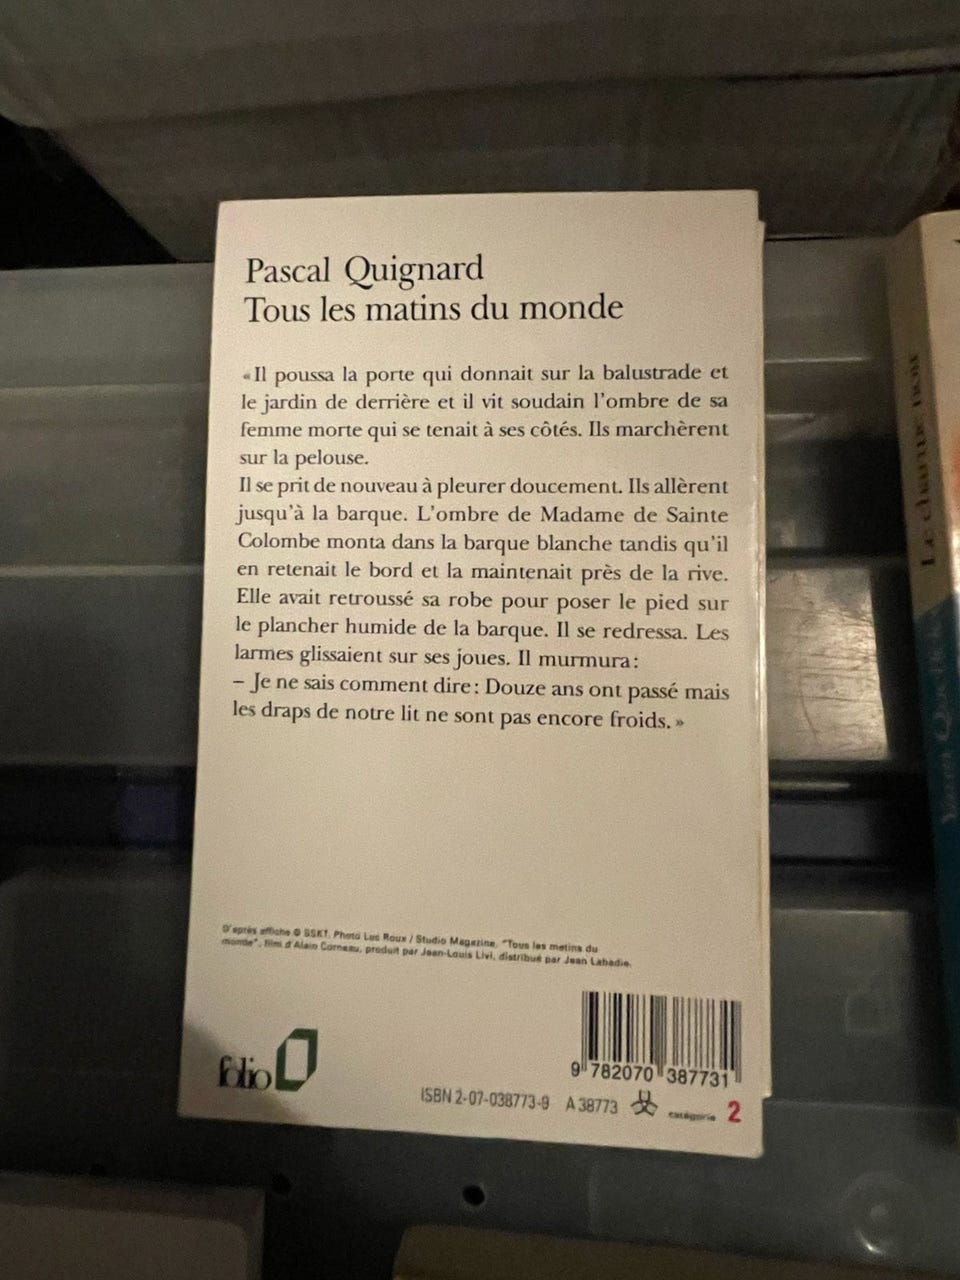 Pascal Quignard
Tous les matins du monde
«Il poussa la porte qui donnait sur la balustrade et
le jardin de derrière et il vit soudain l'ombre de sa
femme morte qui se tenait à ses côtés. Ils marchèrent
sur la pelouse.
Il se prit de nouveau à pleurer doucement. Ils allèrent
jusqu'à la barque. L'ombre de Madame de Sainte
Colombe monta dans la barque blanche tandis qu'il
en retenait le bord et la maintenait près de la rive.
Elle avait retroussé sa robe pour poser le pied sur
le plancher humide de la barque. Il se redressa. Les
larmes glissaient sur ses joues. Il murmura:
– Je ne sais comment dire: Douze ans ont passé mais
les draps de notre lit ne sont pas encore froids.»
D'après affiche © SSKT. Photo Luc Roux / Studio Magazine, "Tous les matins du
monde", film d'Alain Corneau, produit par Jean-Louis Livi, distribué par Jean Labadie.
folio
9 782070 387731
ISBN 2-07-038773-9 A 38773 catégorie 2
Le charme noir
Yann Queffélec